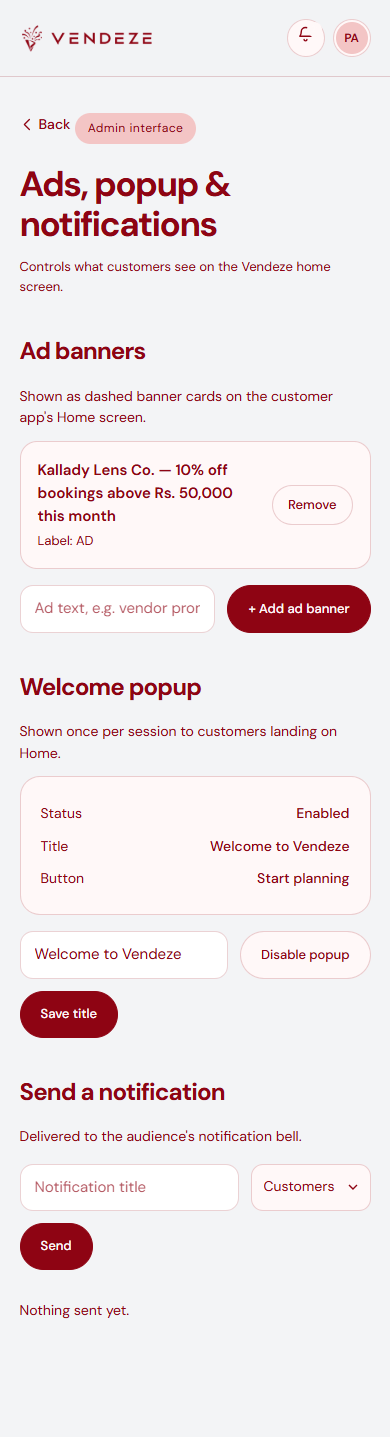 VENDEZE
PA
Back
Admin interface
Ads, popup &
notifications
Controls what customers see on the Vendeze home
screen.
Ad banners
Shown as dashed banner cards on the customer
app's Home screen.
Kallady Lens Co. — 10% off
bookings above Rs. 50,000
this month
Label: AD
Remove
Ad text, e.g. vendor pror
+ Add ad banner
Welcome popup
Shown once per session to customers landing on
Home.
Status Enabled
Title Welcome to Vendeze
Button Start planning
Welcome to Vendeze
Disable popup
Save title
Send a notification
Delivered to the audience's notification bell.
Notification title
Customers
Send
Nothing sent yet.